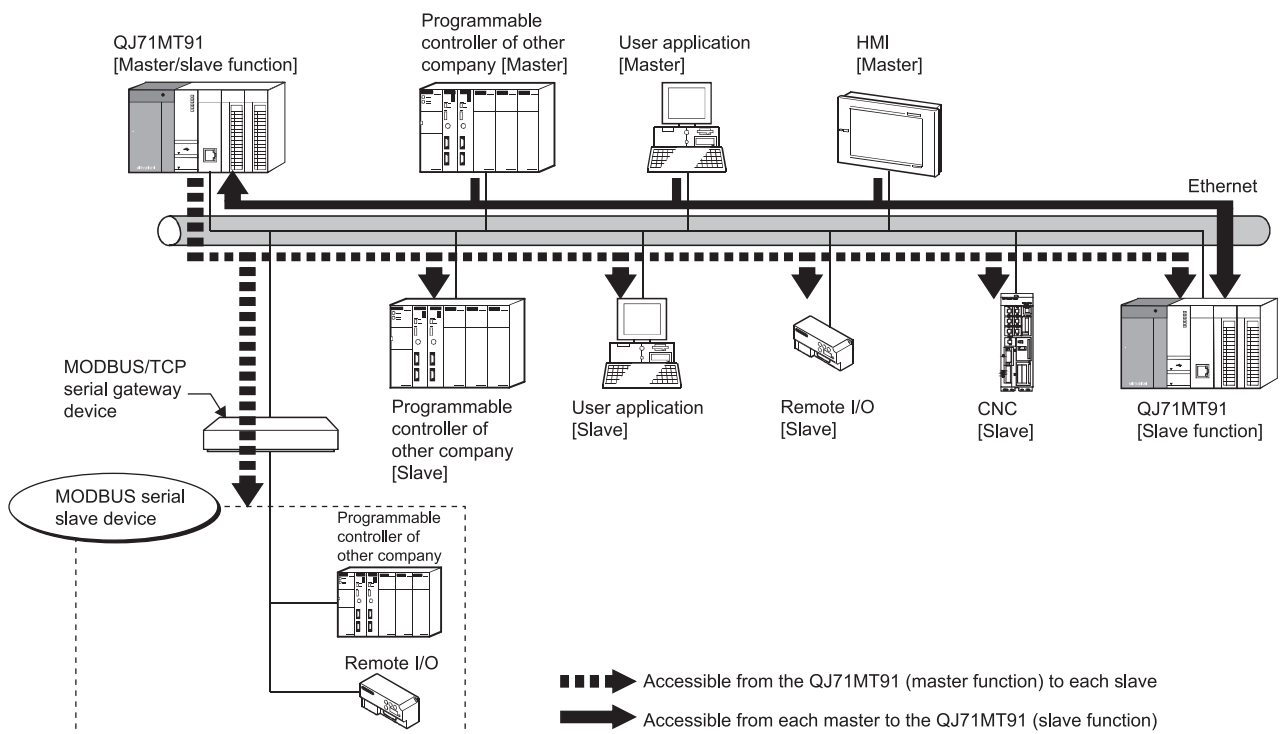 QJ71MT91
[Master/slave function]
Programmable
controller of other
company [Master]
User application
[Master]
HMI
[Master]
Ethernet
MODBUS/TCP
serial gateway
device
Programmable
controller of
other company
[Slave]
User application
[Slave]
Remote I/O
[Slave]
CNC
[Slave]
QJ71MT91
[Slave function]
MODBUS serial
slave device
Programmable
controller of
other company
Remote I/O
Accessible from the QJ71MT91 (master function) to each slave
Accessible from each master to the QJ71MT91 (slave function)